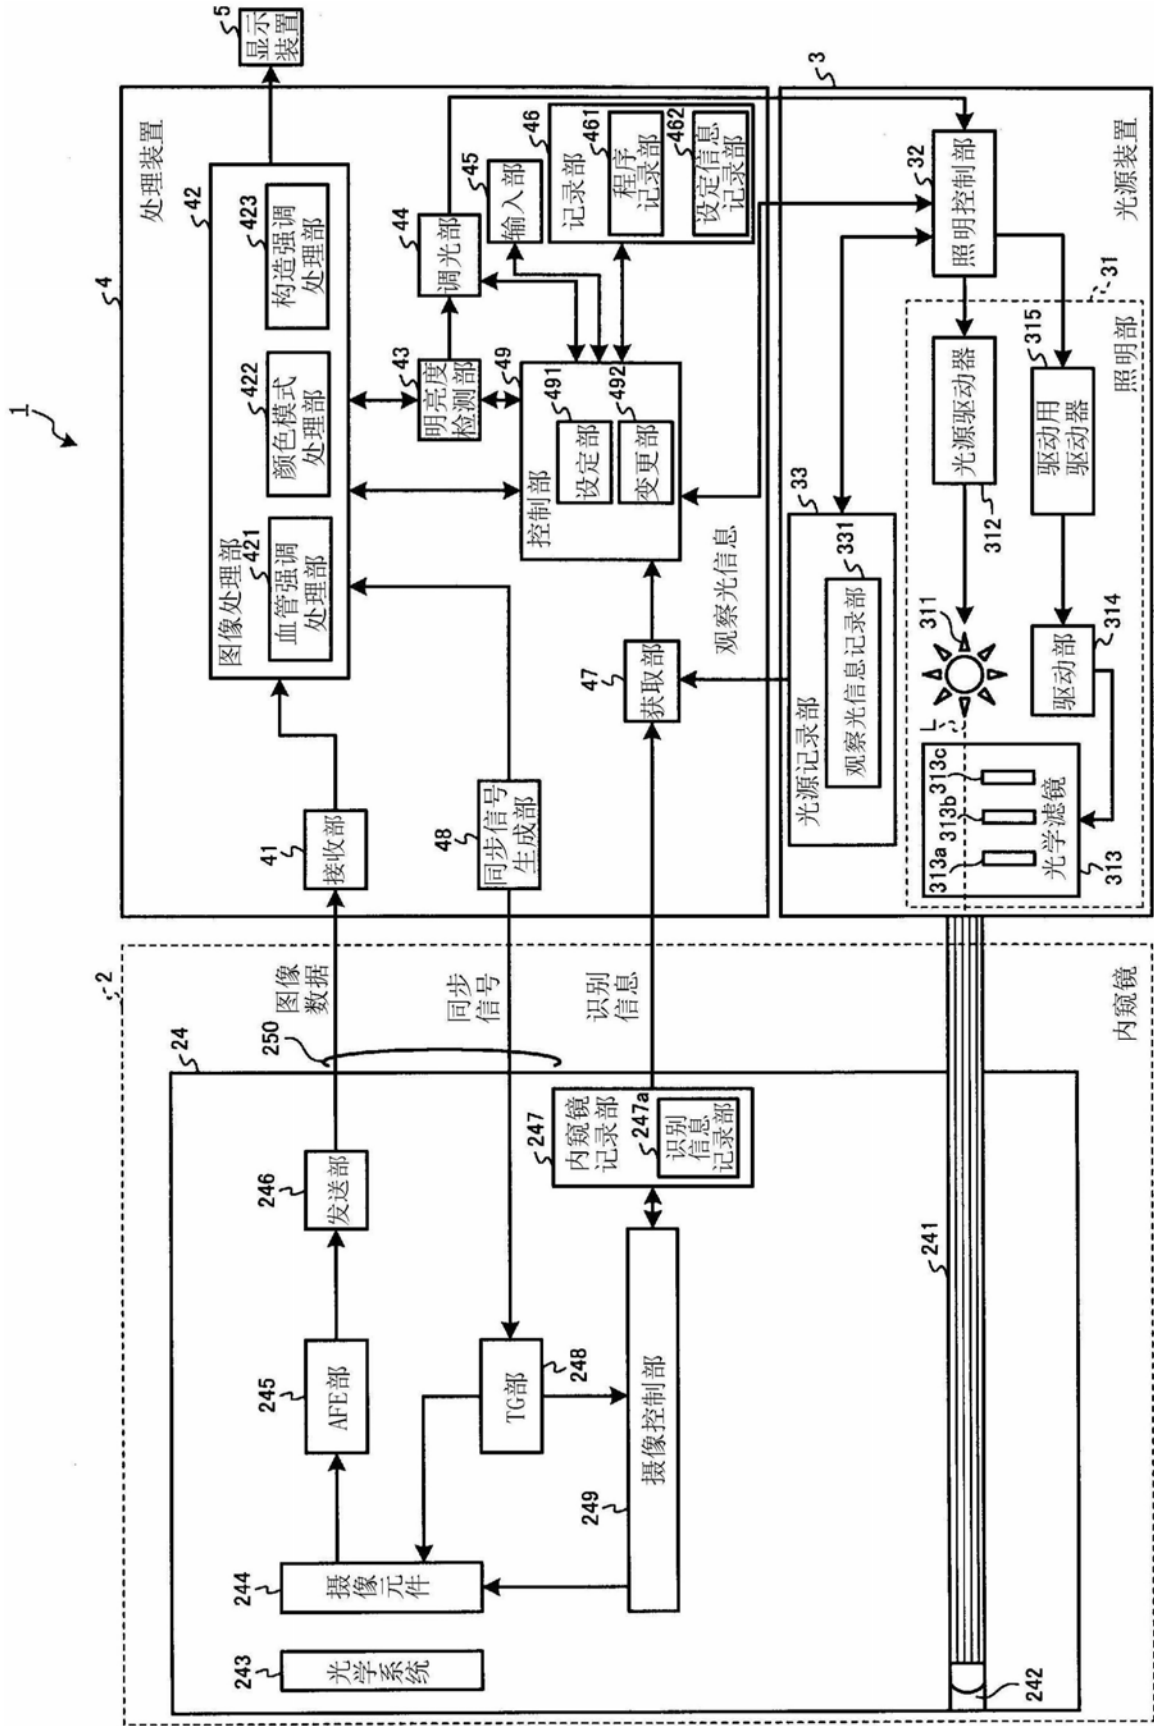 1
2
内窥镜
24
243
光学系统
244
摄像元件
245
AFE部
246
发送部
250
图像
数据
同步
信号
识别
信息
TG部
248
249
摄像控制部
247
内窥镜
记录部
247a
识别
信息
记录部
241
242
4
处理装置
41
接收部
42
图像处理部
421
血管强调
处理部
422
颜色模式
处理部
423
构造强调
处理部
5
显示
装置
43
明亮度
检测部
44
调光部
45
输入部
46
记录部
461
程序
记录部
462
设定信息
记录部
48
同步信号
生成部
49
控制部
491
设定部
492
变更部
47
获取部
观察光信息
3
光源装置
33
光源记录部
331
观察光信息记录部
32
照明控制部
31
照明部
312
光源驱动器
315
驱动用
驱动器
311
L
314
驱动部
313a
313b
313c
光学滤镜
313